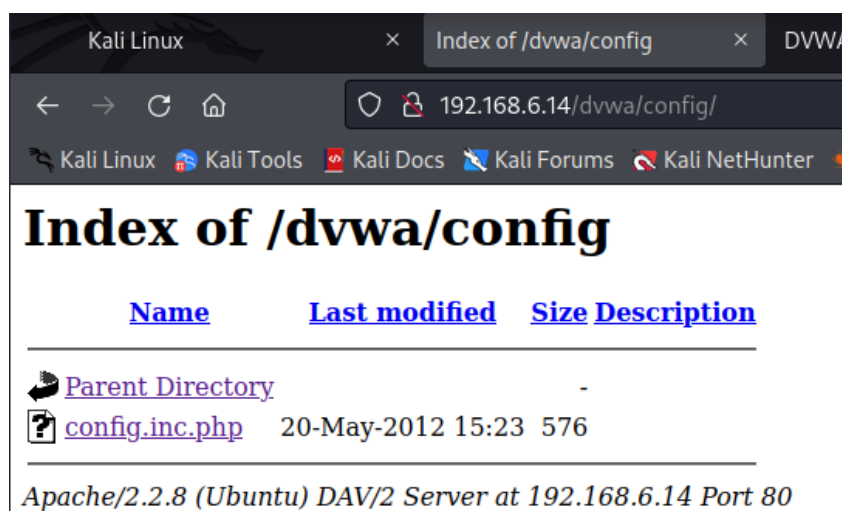 Kali Linux
Index of /dvwa/config
DVWA
192.168.6.14/dvwa/config/
Kali Linux Kali Tools Kali Docs Kali Forums Kali NetHunter
Index of /dvwa/config
Name Last modified Size Description
Parent Directory -
config.inc.php 20-May-2012 15:23 576
Apache/2.2.8 (Ubuntu) DAV/2 Server at 192.168.6.14 Port 80